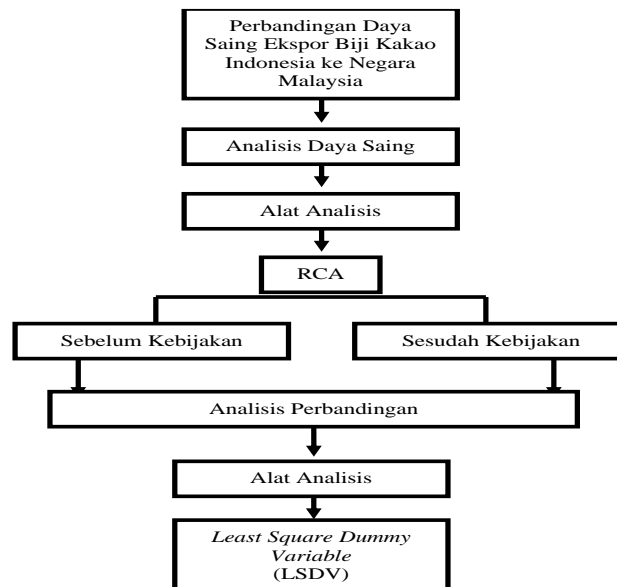 Perbandingan Daya
Saing Ekspor Biji Kakao
Indonesia ke Negara
Malaysia
Analisis Daya Saing
Alat Analisis
RCA
Sebelum Kebijakan
Sesudah Kebijakan
Analisis Perbandingan
Alat Analisis
Least Square Dummy
Variable
(LSDV)